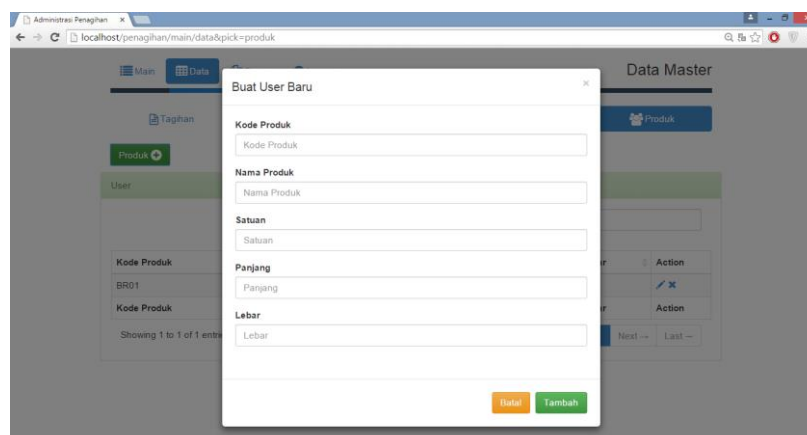 Administrasi Penagihan
localhost/penagihan/main/data&pick=produk
Main Data Data Master
Buat User Baru ×
Tagihan Produk
Kode Produk
Kode Produk
Produk
Nama Produk
User
Nama Produk
Satuan
Satuan
Kode Produk Action
Panjang
BR01
Panjang
Kode Produk Action
Lebar
Showing 1 to 1 of 1 Next→ Last→
Lebar
Batal Tambah